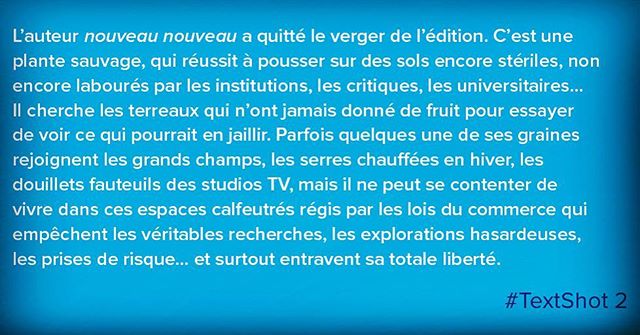 L'auteur nouveau nouveau a quitté le verger de l'édition. C'est une
plante sauvage, qui réussit à pousser sur des sols encore stériles, non
encore labourés par les institutions, les critiques, les universitaires...
Il cherche les terreaux qui n'ont jamais donné de fruit pour essayer
de voir ce qui pourrait en jaillir. Parfois quelques une de ses graines
rejoignent les grands champs, les serres chauffées en hiver, les
douillets fauteuils des studios TV, mais il ne peut se contenter de
vivre dans ces espaces calfeutrés régis par les lois du commerce qui
empêchent les véritables recherches, les explorations hasardeuses,
les prises de risque... et surtout entravent sa totale liberté.
#TextShot 2